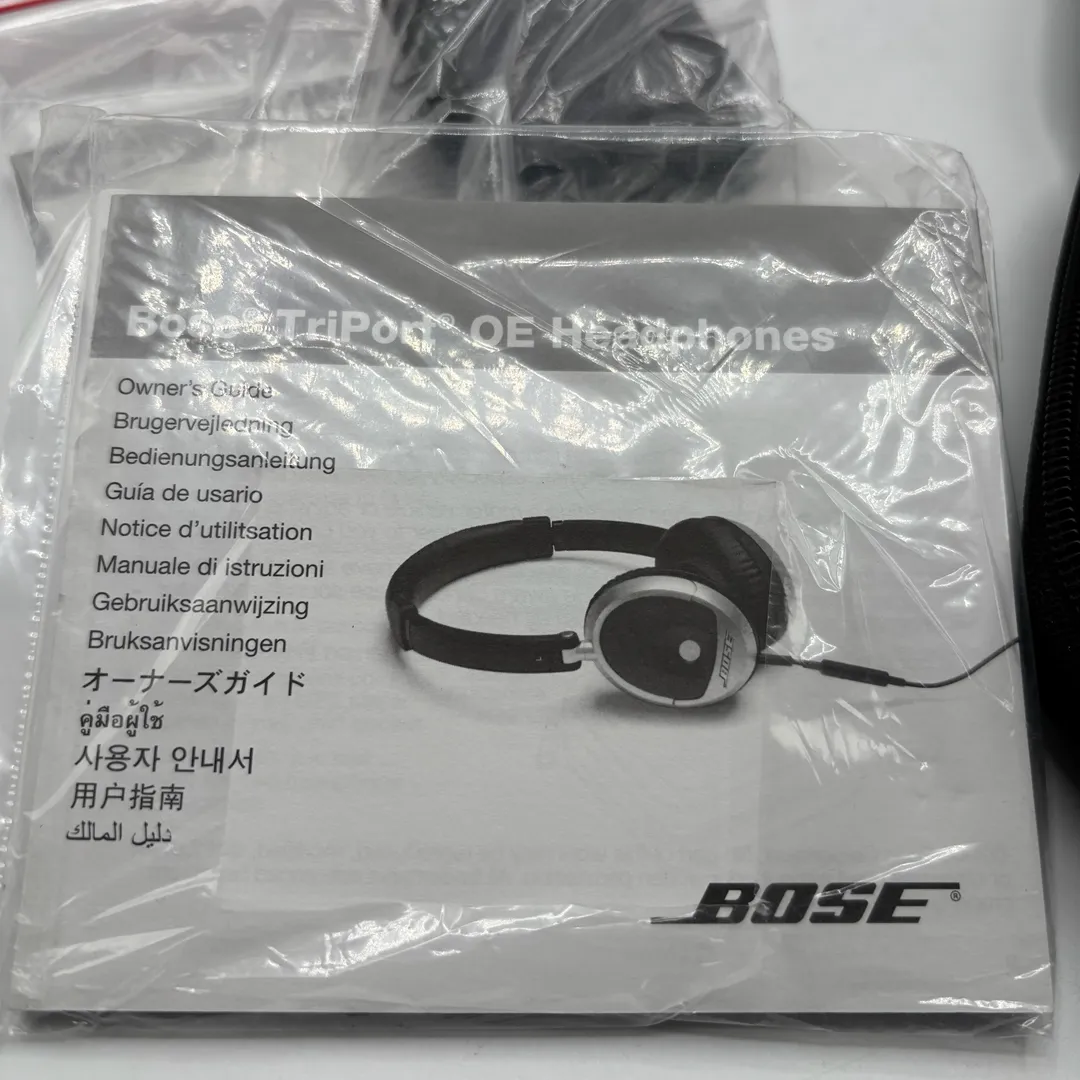 Bose® TriPort® OE Headphones
Owner's Guide
Brugervejledning
Bedienungsanleitung
Guía de usario
Notice d'utilitsation
Manuale di istruzioni
Gebruiksaanwijzing
Bruksanvisningen
オーナーズガイド
คู่มือผู้ใช้
사용자 안내서
用户指南
دليل المالك
BOSE
BOSE®